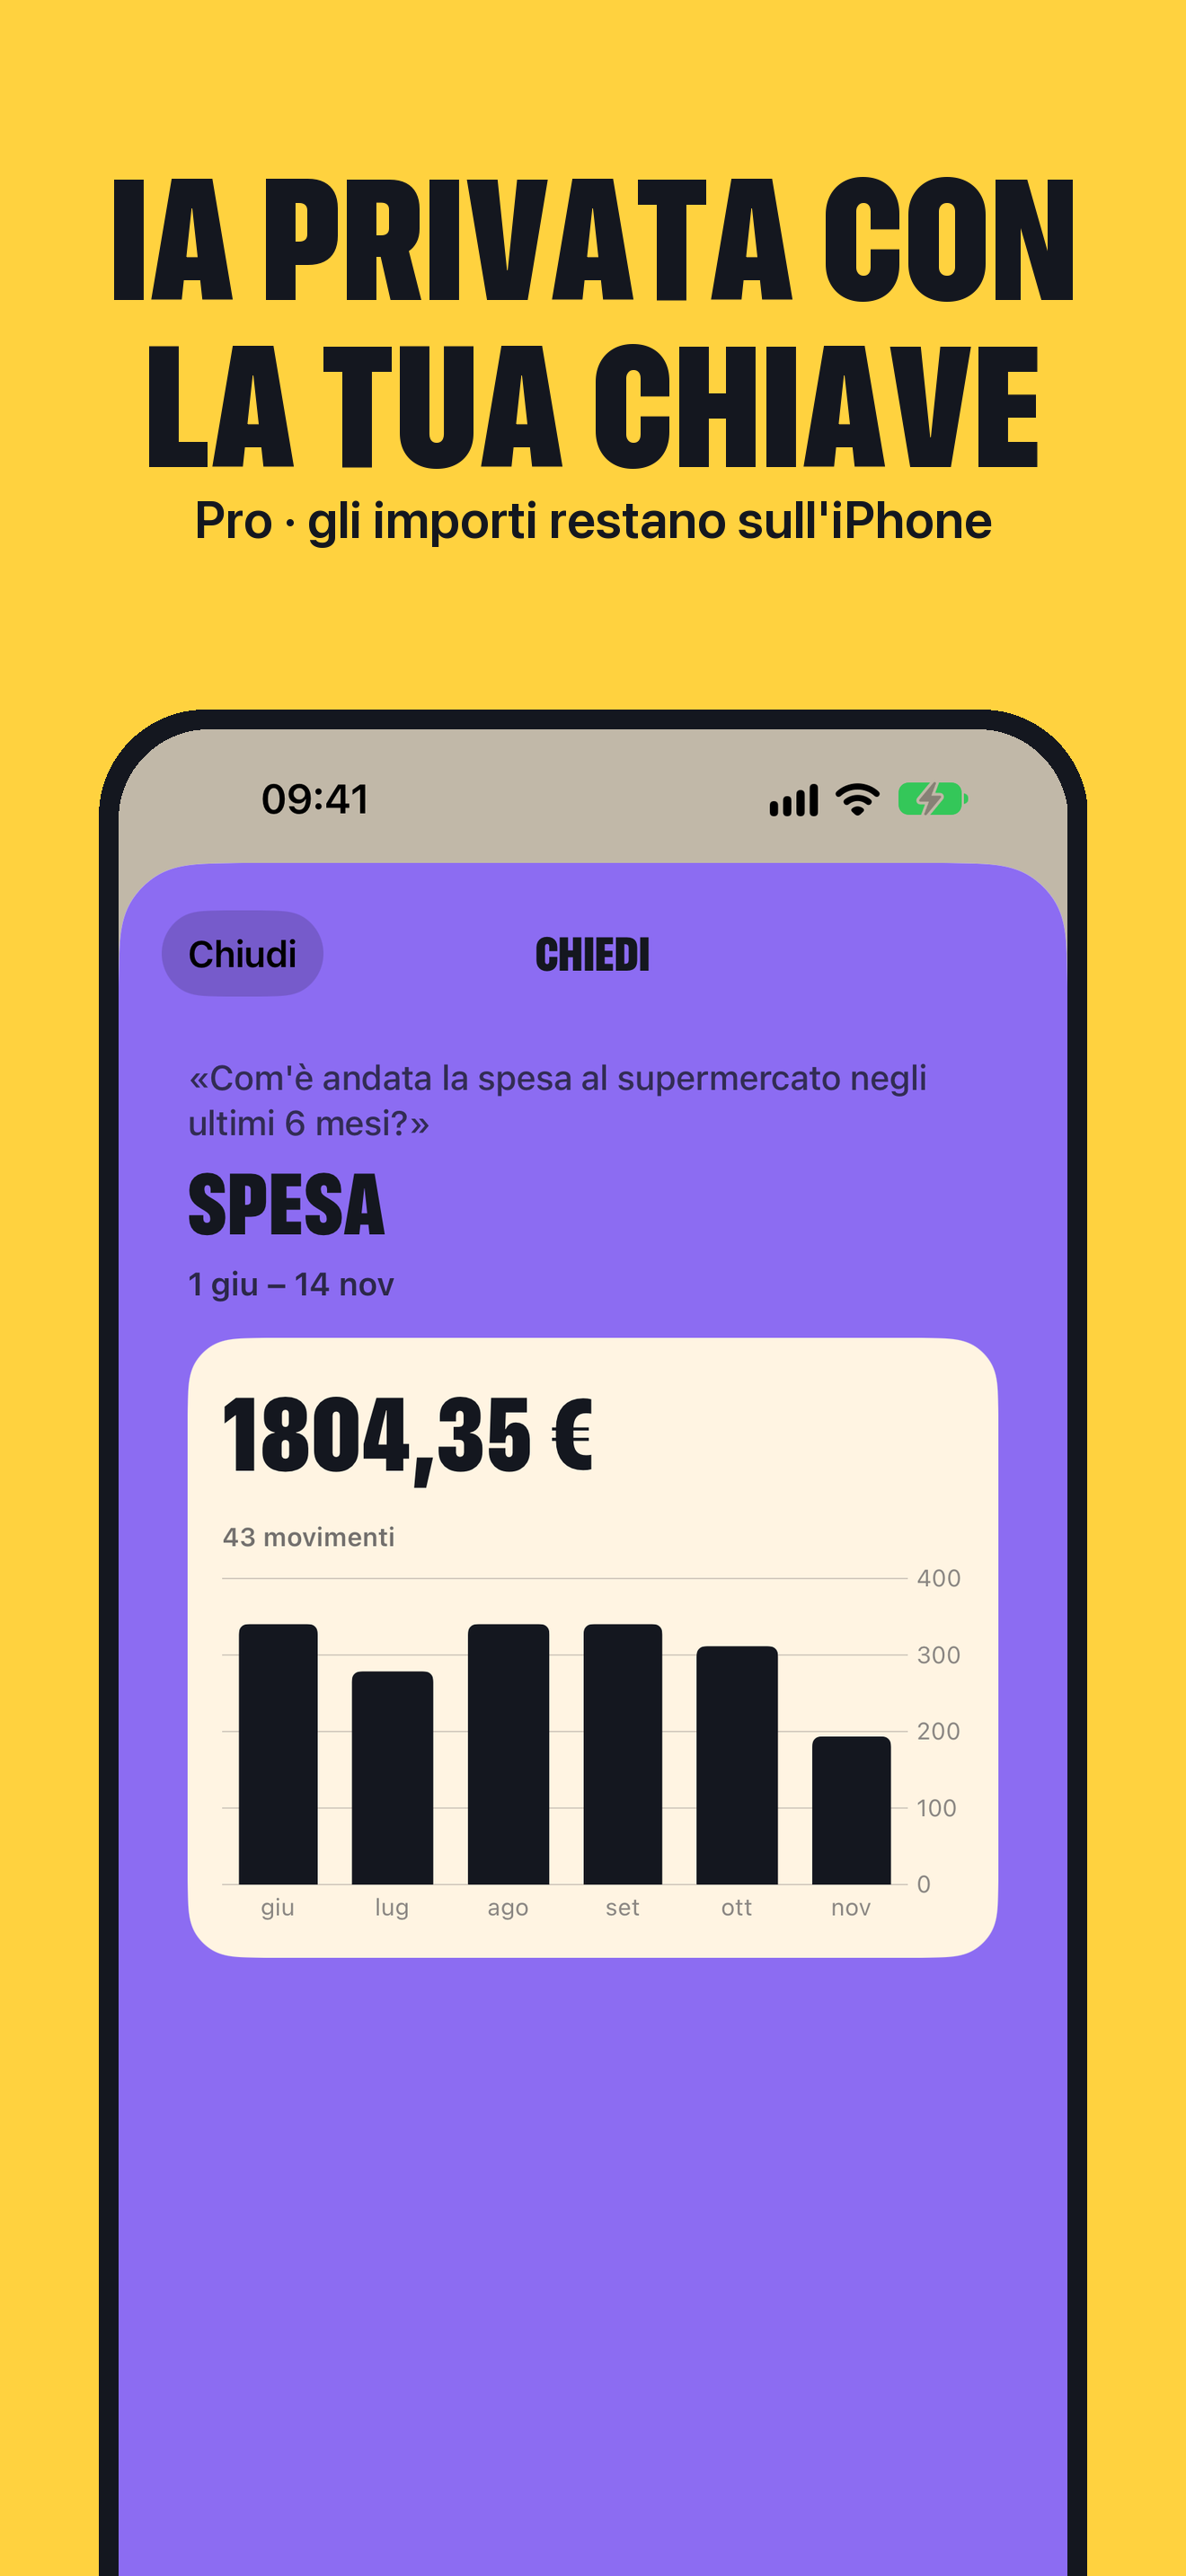 IA PRIVATA CON
LA TUA CHIAVE
Pro · gli importi restano sull'iPhone
09:41
Chiudi
CHIEDI
«Com'è andata la spesa al supermercato negli
ultimi 6 mesi?»
SPESA
1 giu – 14 nov
1804,35 €
43 movimenti
400
300
200
100
0
giu lug ago set ott nov